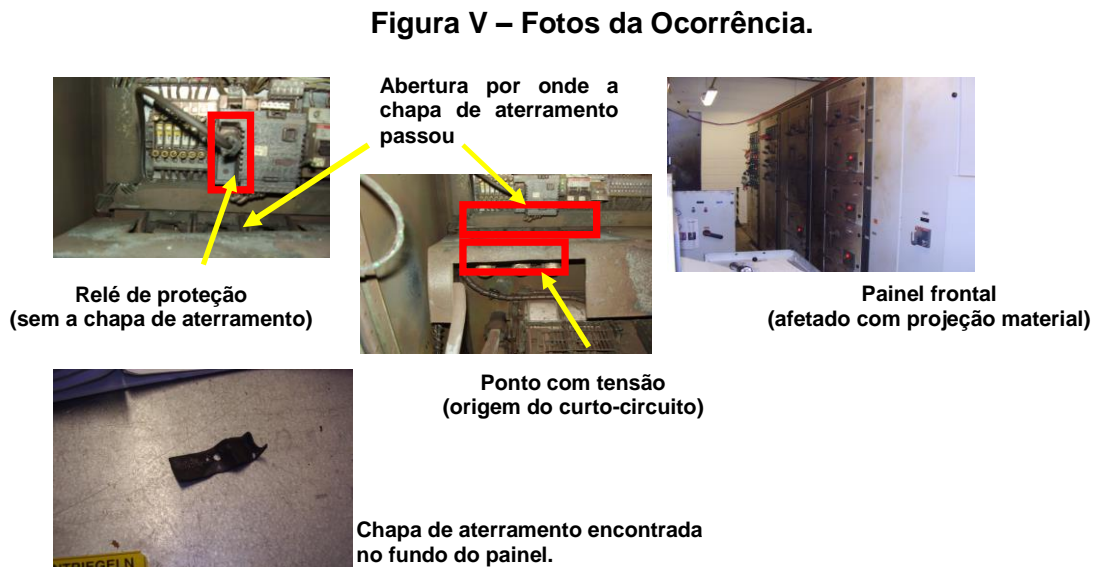 Figura V – Fotos da Ocorrência.
Abertura por onde a
chapa de aterramento
passou
Relé de proteção
(sem a chapa de aterramento)
Painel frontal
(afetado com projeção material)
Ponto com tensão
(origem do curto-circuito)
Chapa de aterramento encontrada
no fundo do painel.